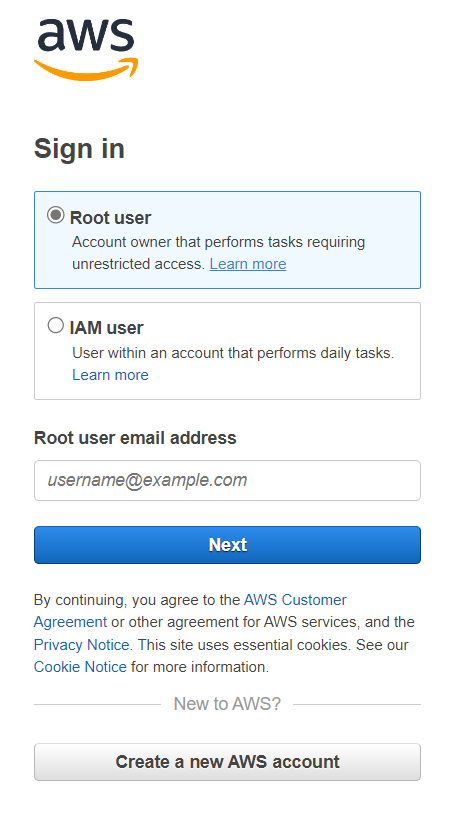 aws
Sign in
Root user
Account owner that performs tasks requiring
unrestricted access. Learn more
IAM user
User within an account that performs daily tasks.
Learn more
Root user email address
username@example.com
Next
By continuing, you agree to the AWS Customer
Agreement or other agreement for AWS services, and the
Privacy Notice. This site uses essential cookies. See our
Cookie Notice for more information.
New to AWS?
Create a new AWS account